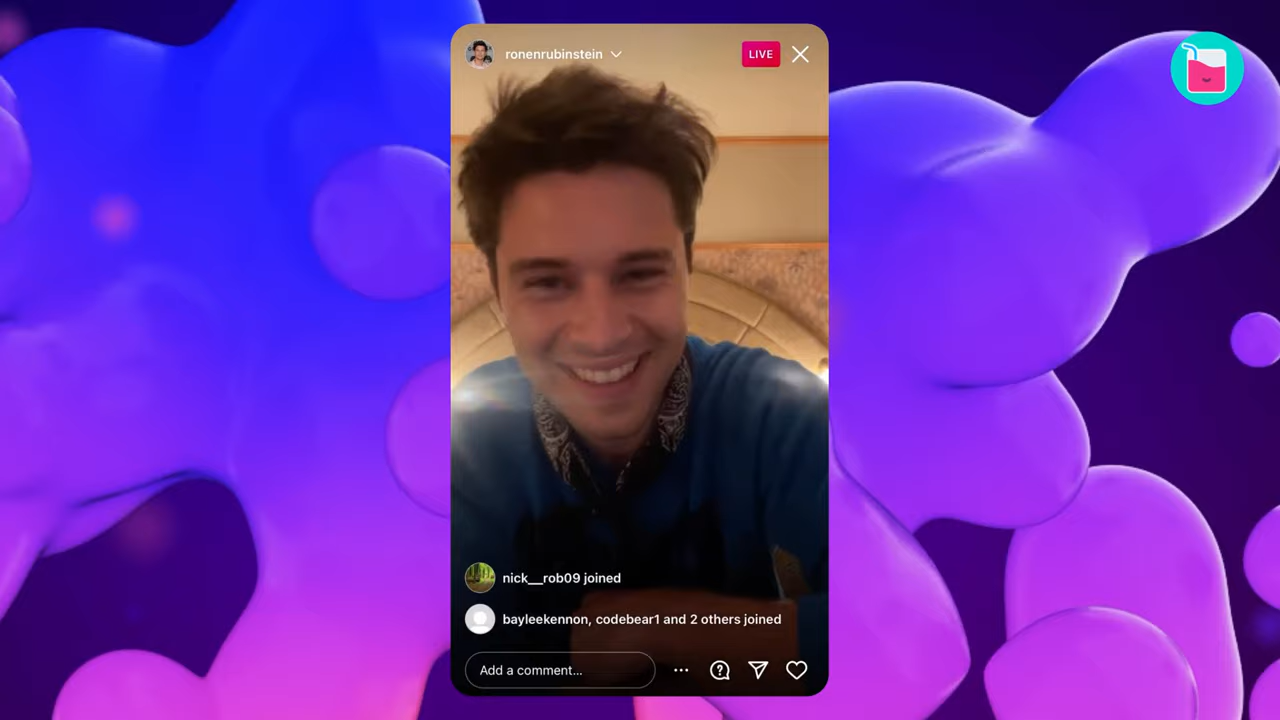 ronenrubinstein
LIVE
nick__rob09 joined
bayleekennon, codebear1 and 2 others joined
Add a comment...